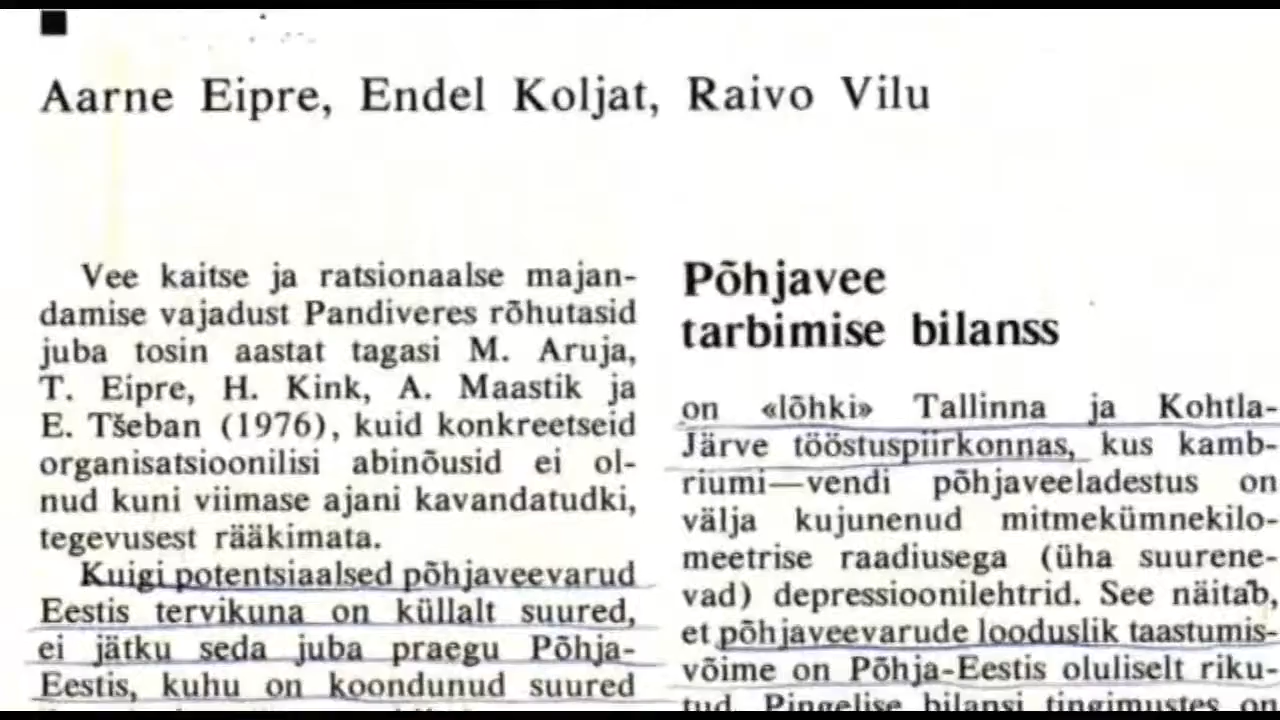 Aarne Eipre, Endel Koljat, Raivo Vilu
Vee kaitse ja ratsionaalse majan-
damise vajadust Pandiveres rõhutasid
juba tosin aastat tagasi M. Aruja,
T. Eipre, H. Kink, A. Maastik ja
E. Tšeban (1976), kuid konkreetseid
organisatsioonilisi abinõusid ei ol-
nud kuni viimase ajani kavandatudki,
tegevusest rääkimata.
Kuigi potentsiaalsed põhjaveevarud
Eestis tervikuna on küllalt suured,
ei jätku seda juba praegu Põhja-
Eestis, kuhu on koondunud suured
Põhjavee
tarbimise bilanss
on «lõhki» Tallinna ja Kohtla-
Järve tööstuspiirkonnas, kus kamb-
riumi—vendi põhjaveeladestus on
välja kujunenud mitmekümnekilo-
meetrise raadiusega (üha suurene-
vad) depressioonilehtrid. See näitab,
et põhjaveevarude looduslik taastumis-
võime on Põhja-Eestis oluliselt riku-
tud. Pingelise bilansi tingimustes on